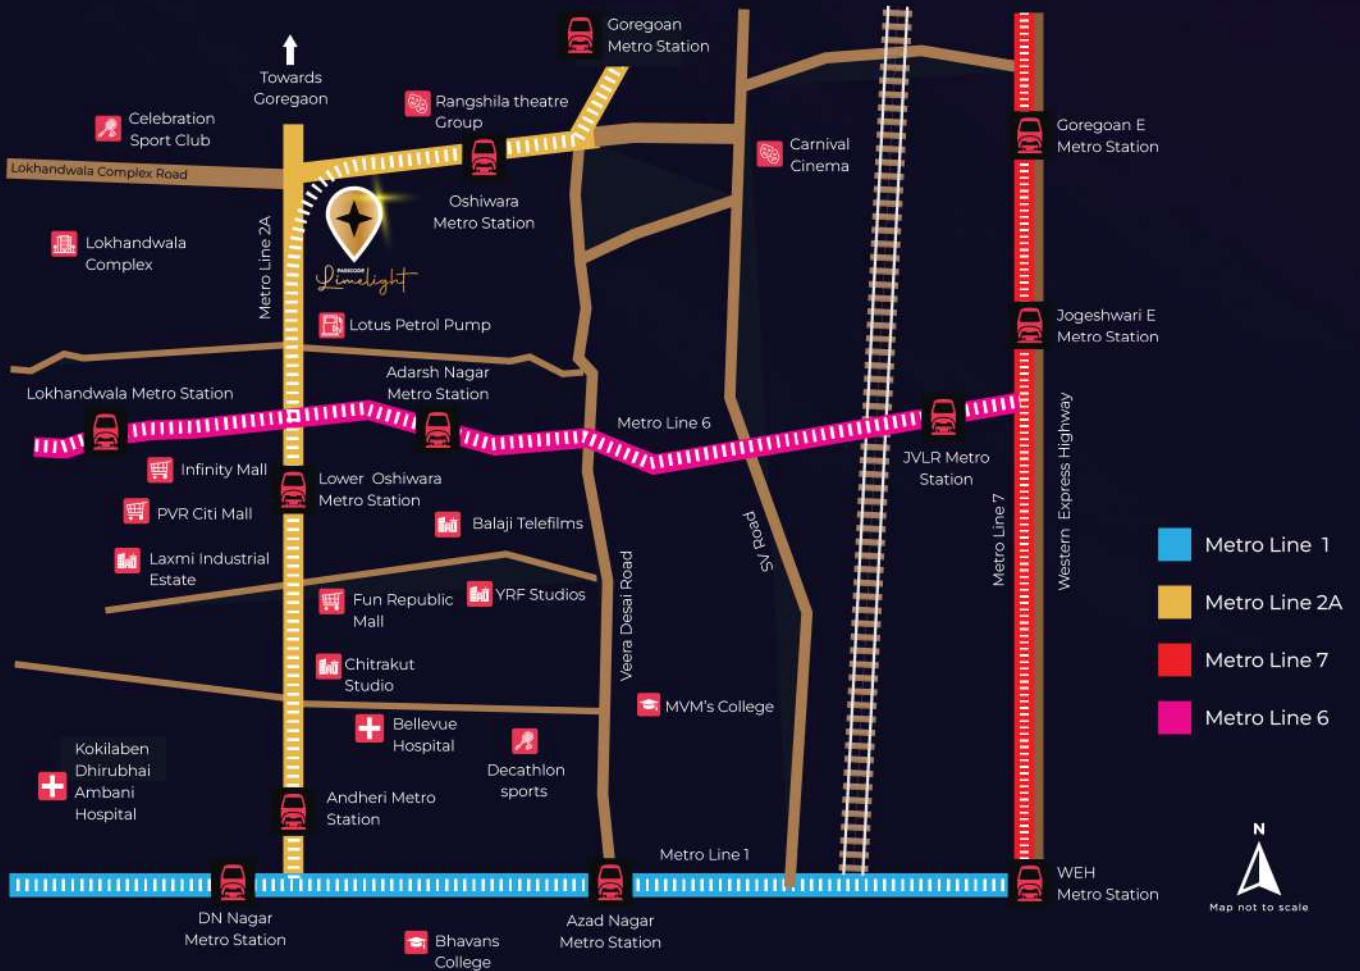 Goregoan
Metro Station
Towards
Goregaon
Celebration
Sport Club
Rangshila theatre
Group
Carnival
Cinema
Goregoan E
Metro Station
Lokhandwala Complex Road
Oshiwara
Metro Station
Lokhandwala
Complex
Metro Line 2A
PARKCODE
Limelight
Lotus Petrol Pump
Jogeshwari E
Metro Station
Lokhandwala Metro Station
Adarsh Nagar
Metro Station
Metro Line 6
JVLR Metro
Station
Infinity Mall
Lower Oshiwara
Metro Station
PVR Citi Mall
Balaji Telefilms
Laxmi Industrial
Estate
Fun Republic
Mall
YRF Studios
Veera Desai Road
SV Road
Metro Line 7
Western Express Highway
Metro Line 1
Metro Line 2A
Metro Line 7
Metro Line 6
Chitrakut
Studio
MVM's College
Bellevue
Hospital
Decathlon
sports
Kokilaben
Dhirubhai
Ambani
Hospital
Andheri Metro
Station
Metro Line 1
WEH
Metro Station
N
Map not to scale
DN Nagar
Metro Station
Azad Nagar
Metro Station
Bhavans
College